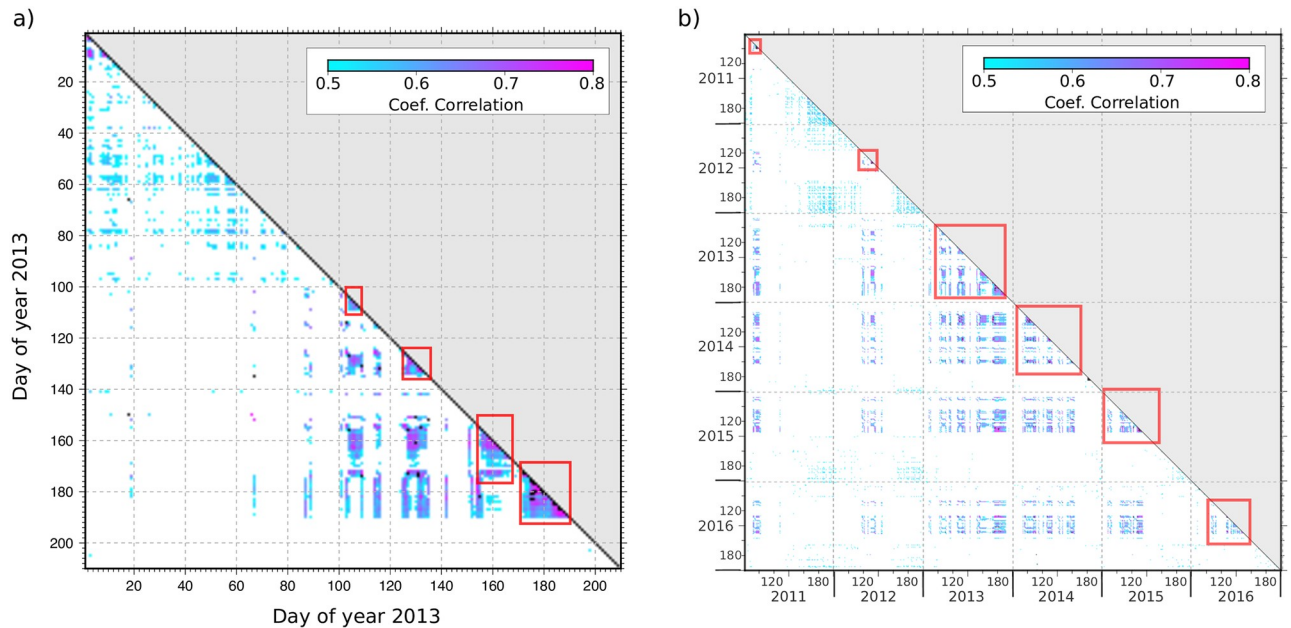 a)
0.5 0.6 0.7 0.8
Coef. Correlation
Day of year 2013
20
40
60
80
100
120
140
160
180
200
20 40 60 80 100 120 140 160 180 200
Day of year 2013
b)
0.5 0.6 0.7 0.8
Coef. Correlation
120
2011
180
120
2012
180
120
2013
180
120
2014
180
120
2015
180
120
2016
180
120 180 120 180 120 180 120 180 120 180 120 180
2011 2012 2013 2014 2015 2016